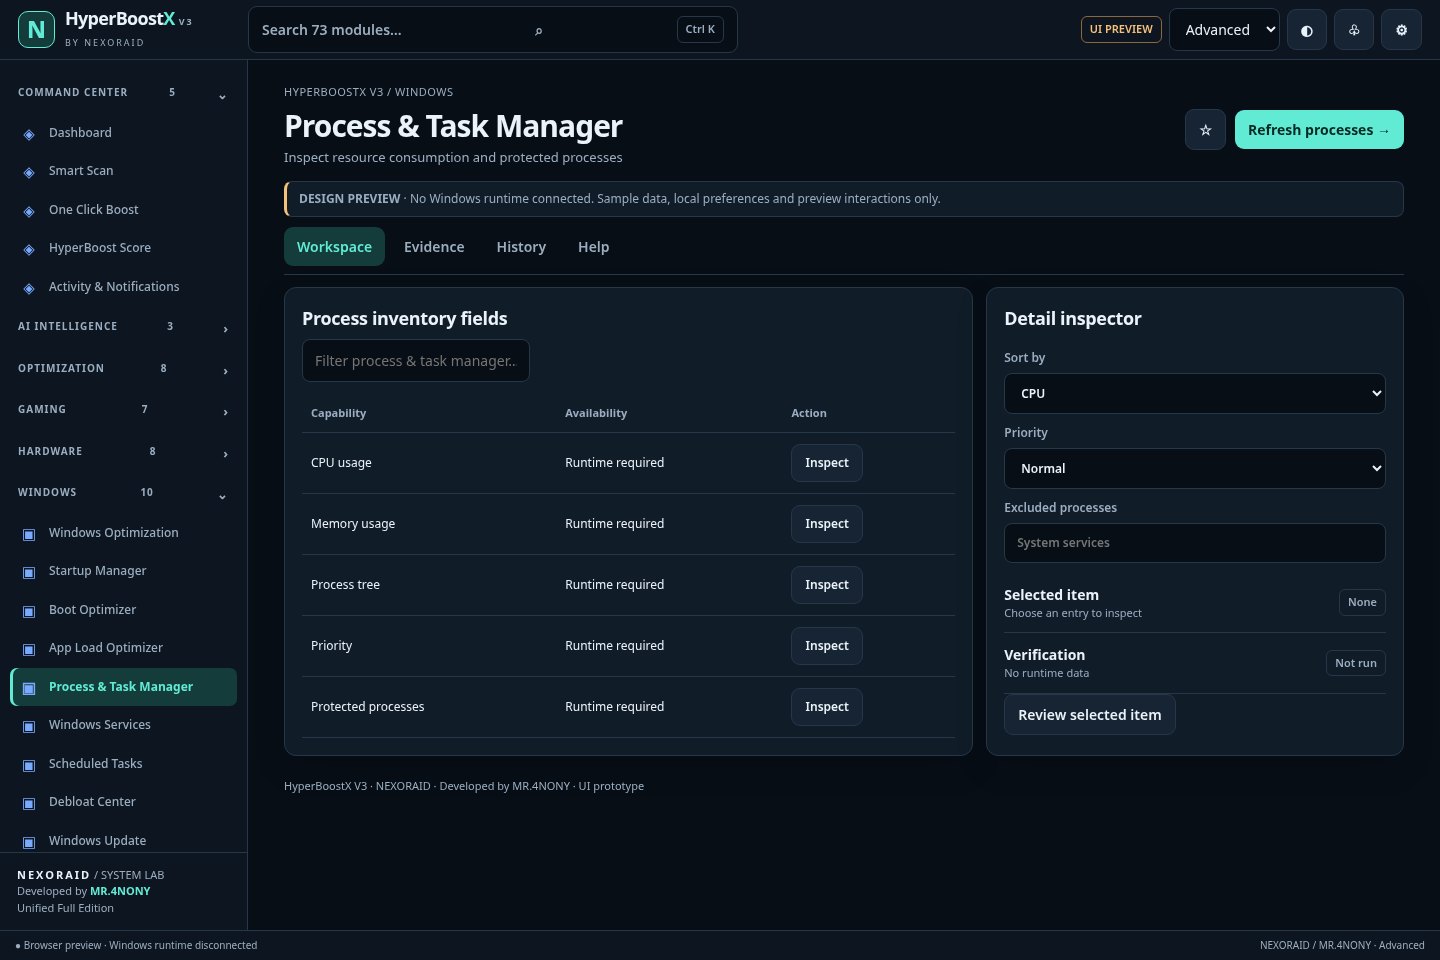 N HyperBoostX V3
BY NEXORAID
Search 73 modules...
Ctrl K
UI PREVIEW
Advanced
COMMAND CENTER 5
Dashboard
Smart Scan
One Click Boost
HyperBoost Score
Activity & Notifications
AI INTELLIGENCE 3
OPTIMIZATION 8
GAMING 7
HARDWARE 8
WINDOWS 10
Windows Optimization
Startup Manager
Boot Optimizer
App Load Optimizer
Process & Task Manager
Windows Services
Scheduled Tasks
Debloat Center
Windows Update
NEXORAID / SYSTEM LAB
Developed by MR.4NONY
Unified Full Edition
HYPERBOOSTX V3 / WINDOWS
Process & Task Manager
Inspect resource consumption and protected processes
Refresh processes →
DESIGN PREVIEW · No Windows runtime connected. Sample data, local preferences and preview interactions only.
Workspace Evidence History Help
Process inventory fields
Filter process & task manager...
Capability Availability Action
CPU usage Runtime required Inspect
Memory usage Runtime required Inspect
Process tree Runtime required Inspect
Priority Runtime required Inspect
Protected processes Runtime required Inspect
Detail inspector
Sort by
CPU
Priority
Normal
Excluded processes
System services
Selected item
Choose an entry to inspect
None
Verification
No runtime data
Not run
Review selected item
HyperBoostX V3 · NEXORAID · Developed by MR.4NONY · UI prototype
● Browser preview · Windows runtime disconnected
NEXORAID / MR.4NONY · Advanced